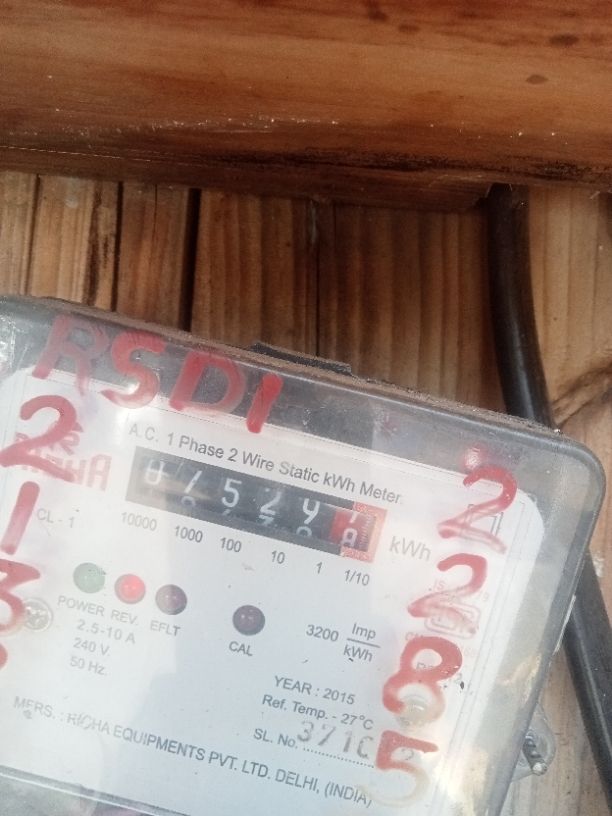 RSDI
2
1
3
2
2
8
5
A.C. 1 Phase 2 Wire Static kWh Meter
0 7 5 2 9
kWh
CL - 1
10000 1000 100 10 1 1/10
POWER REV. EFLT
CAL
2.5-10 A
240 V.
50 Hz.
3200 Imp/kWh
YEAR : 2015
Ref. Temp. - 27°C
SL. No.
MFRS. : RICHA EQUIPMENTS PVT. LTD. DELHI, (INDIA)